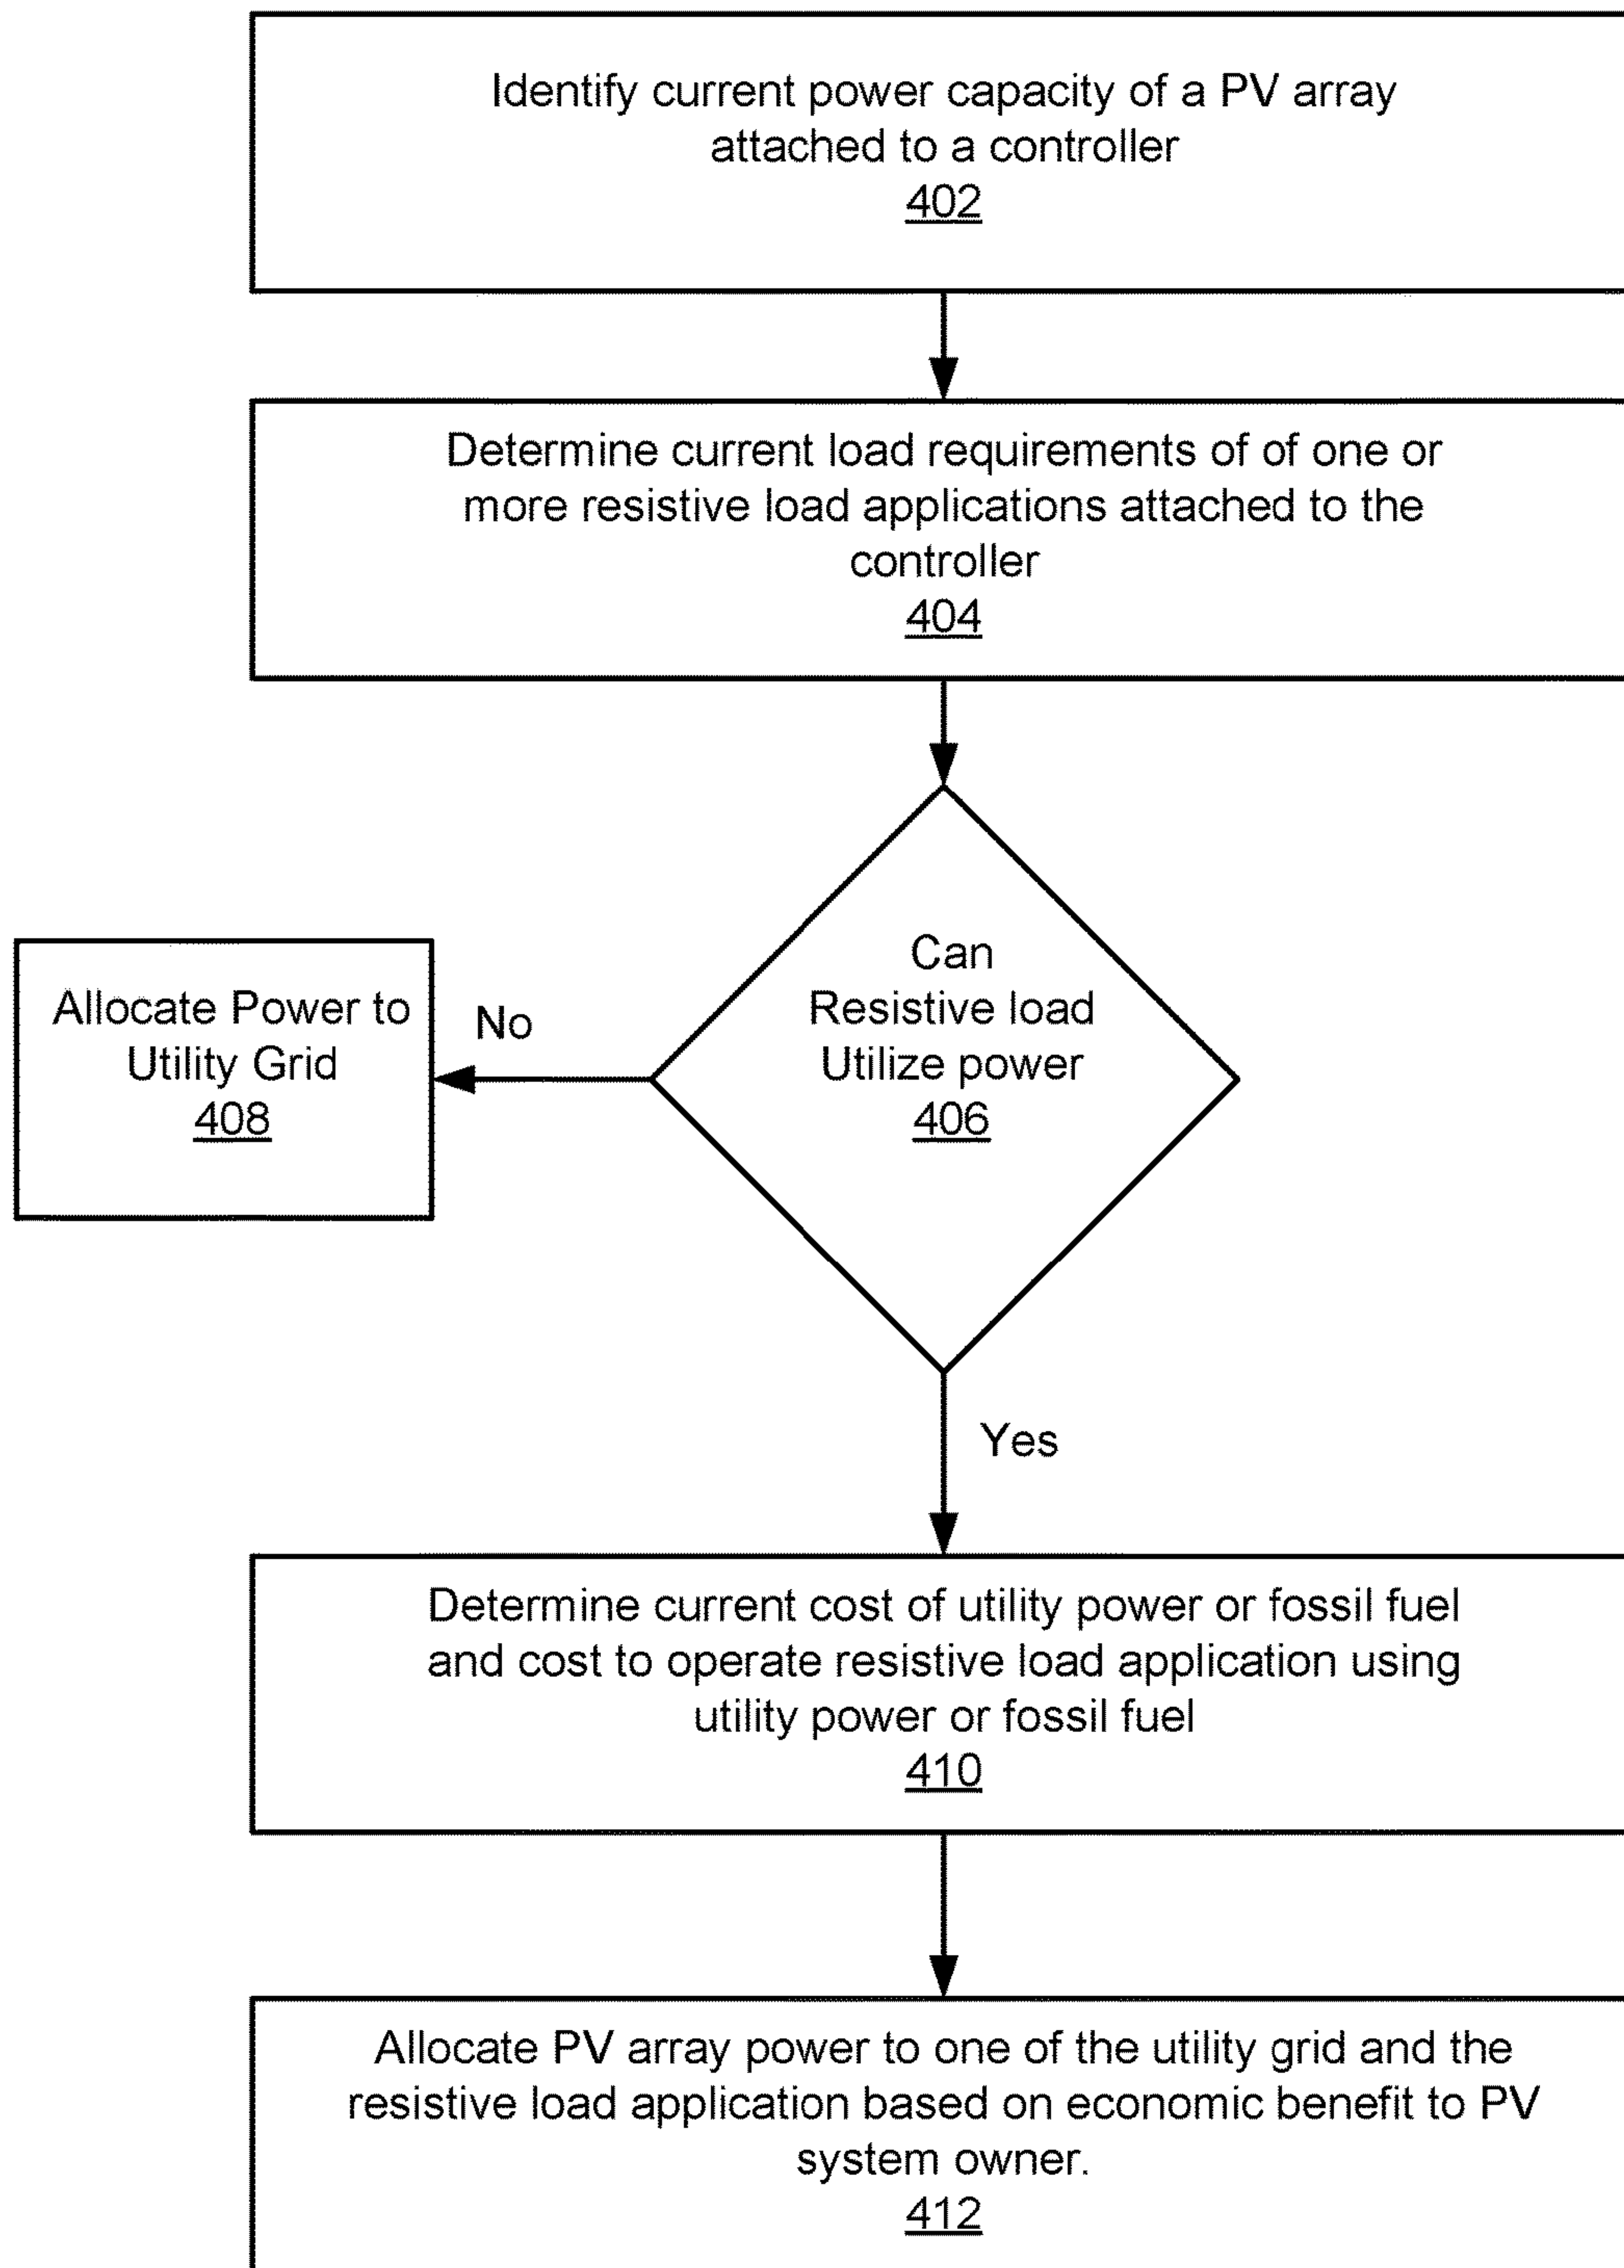 Identify current power capacity of a PV array
attached to a controller
402
Determine current load requirements of of one or
more resistive load applications attached to the
controller
404
Can
Resistive load
Utilize power
406
No
Allocate Power to
Utility Grid
408
Yes
Determine current cost of utility power or fossil fuel
and cost to operate resistive load application using
utility power or fossil fuel
410
Allocate PV array power to one of the utility grid and the
resistive load application based on economic benefit to PV
system owner.
412